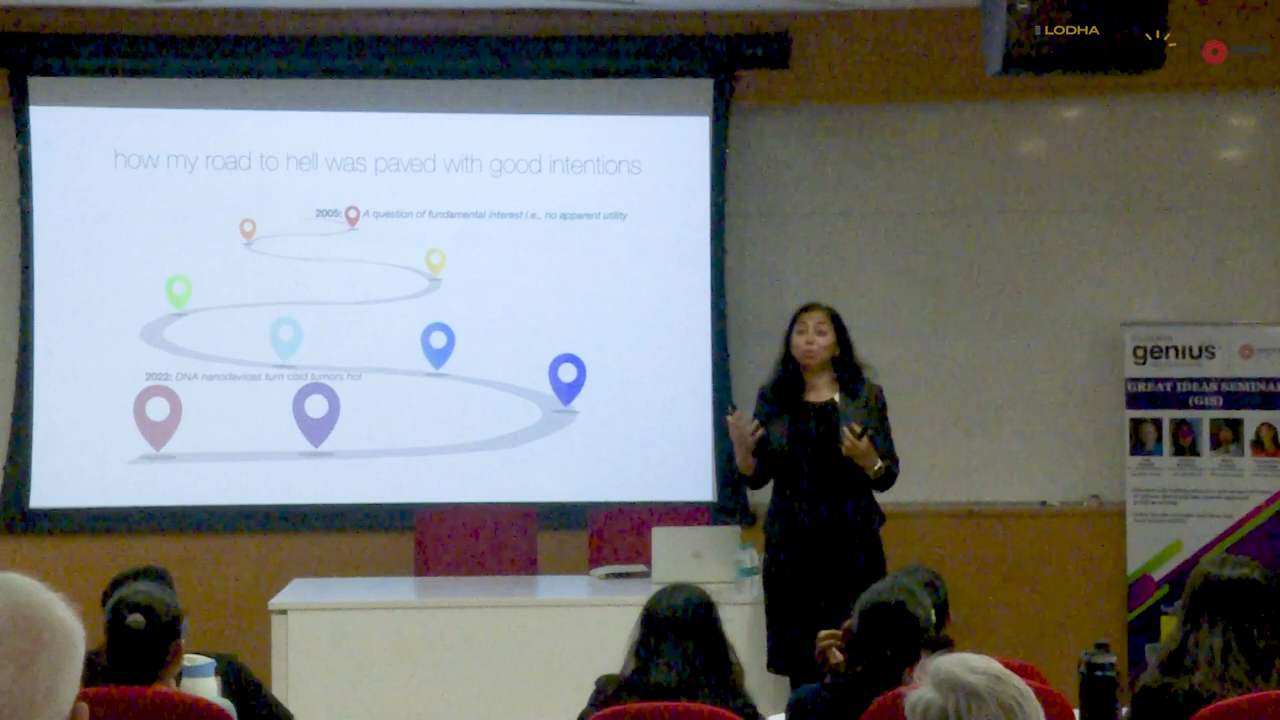 LODHA
how my road to hell was paved with good intentions
2005: A question of fundamental interest i.e., no apparent utility
2022: DNA nanodevices turn cold tumors hot
genius
GREAT IDEAS SEMINA
(GIS)